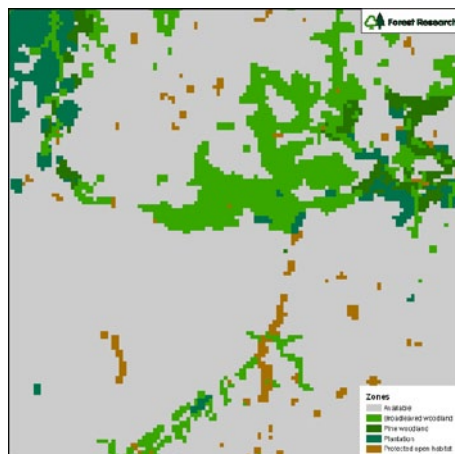 Forest Research
Zones
Available
Broadleaved woodland
Pine woodland
Plantation
Protected open habitat